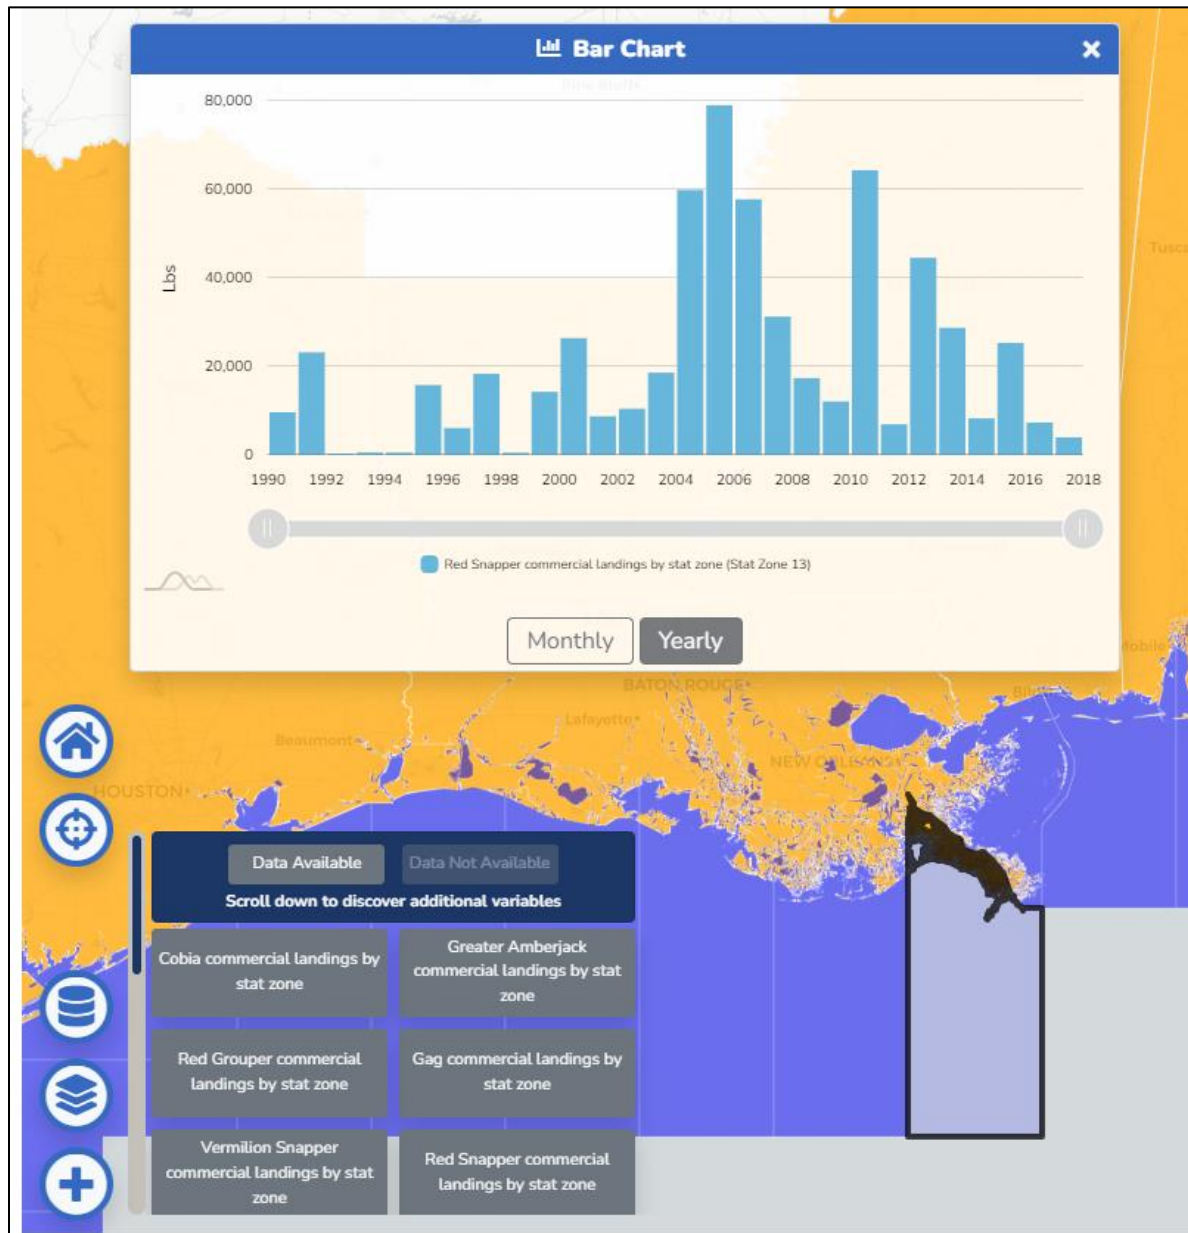 Bar Chart
80,000
60,000
40,000
20,000
0
Lbs
1990 1992 1994 1996 1998 2000 2002 2004 2006 2008 2010 2012 2014 2016 2018
Red Snapper commercial landings by stat zone (Stat Zone 13)
Monthly Yearly
Mobile
BATON ROUGE
Lafayette
Beaumont
NEW ORLEANS
HOUSTON
Data Available Data Not Available
Scroll down to discover additional variables
Cobia commercial landings by
stat zone
Greater Amberjack
commercial landings by stat
zone
Red Grouper commercial
landings by stat zone
Gag commercial landings by
stat zone
Vermilion Snapper
commercial landings by stat
zone
Red Snapper commercial
landings by stat zone